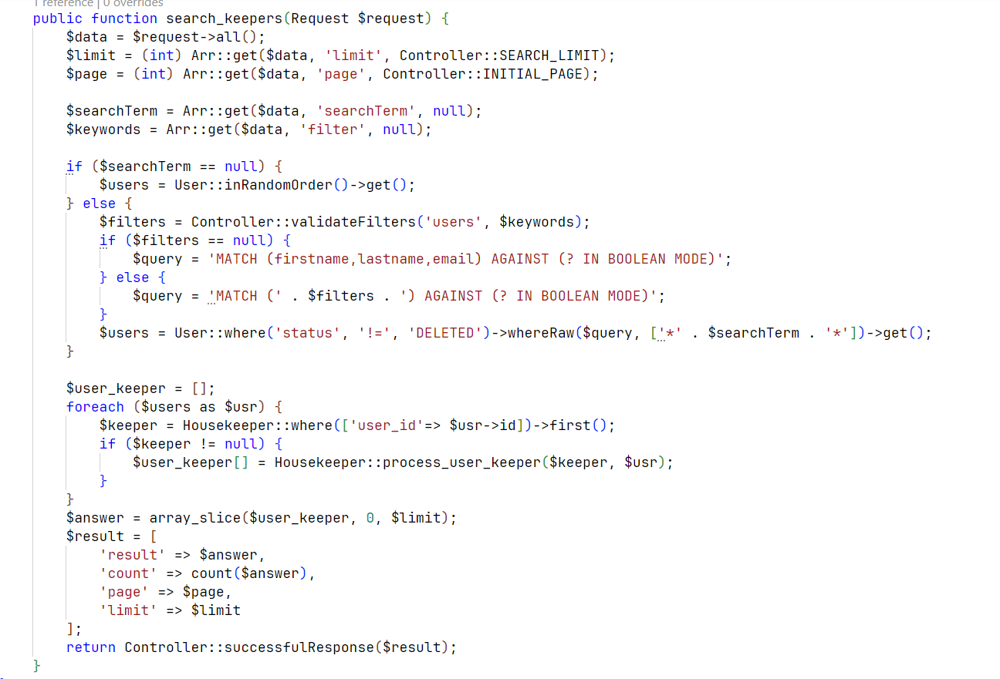 1 reference | 0 overrides
public function search_keepers(Request $request) {
$data = $request->all();
$limit = (int) Arr::get($data, 'limit', Controller::SEARCH_LIMIT);
$page = (int) Arr::get($data, 'page', Controller::INITIAL_PAGE);
$searchTerm = Arr::get($data, 'searchTerm', null);
$keywords = Arr::get($data, 'filter', null);
if ($searchTerm == null) {
$users = User::inRandomOrder()->get();
} else {
$filters = Controller::validateFilters('users', $keywords);
if ($filters == null) {
$query = 'MATCH (firstname,lastname,email) AGAINST (? IN BOOLEAN MODE)';
} else {
$query = 'MATCH (' . $filters . ') AGAINST (? IN BOOLEAN MODE)';
}
$users = User::where('status', '!=', 'DELETED')->whereRaw($query, ['*' . $searchTerm . '*'])->get();
}
$user_keeper = [];
foreach ($users as $usr) {
$keeper = Housekeeper::where(['user_id'=> $usr->id])->first();
if ($keeper != null) {
$user_keeper[] = Housekeeper::process_user_keeper($keeper, $usr);
}
}
$answer = array_slice($user_keeper, 0, $limit);
$result = [
'result' => $answer,
'count' => count($answer),
'page' => $page,
'limit' => $limit
];
return Controller::successfulResponse($result);
}